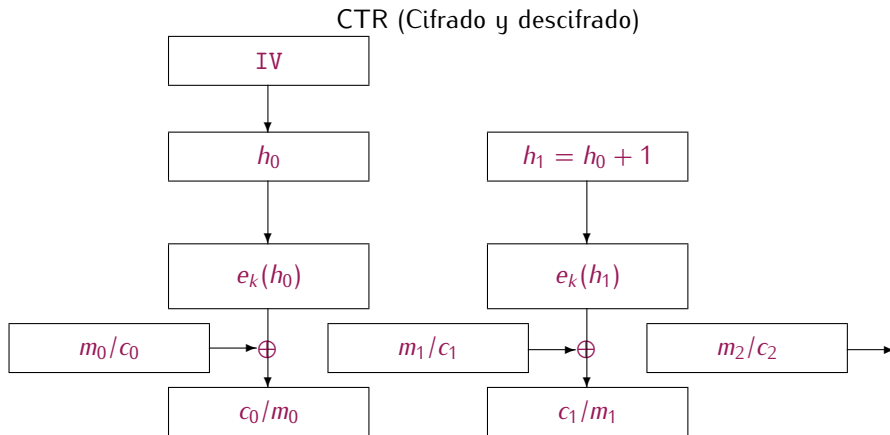 CTR (Cifrado y descifrado)
IV
h₀
h₁ = h₀ + 1
eₖ(h₀)
eₖ(h₁)
m₀/c₀
⊕
m₁/c₁
⊕
m₂/c₂
c₀/m₀
c₁/m₁